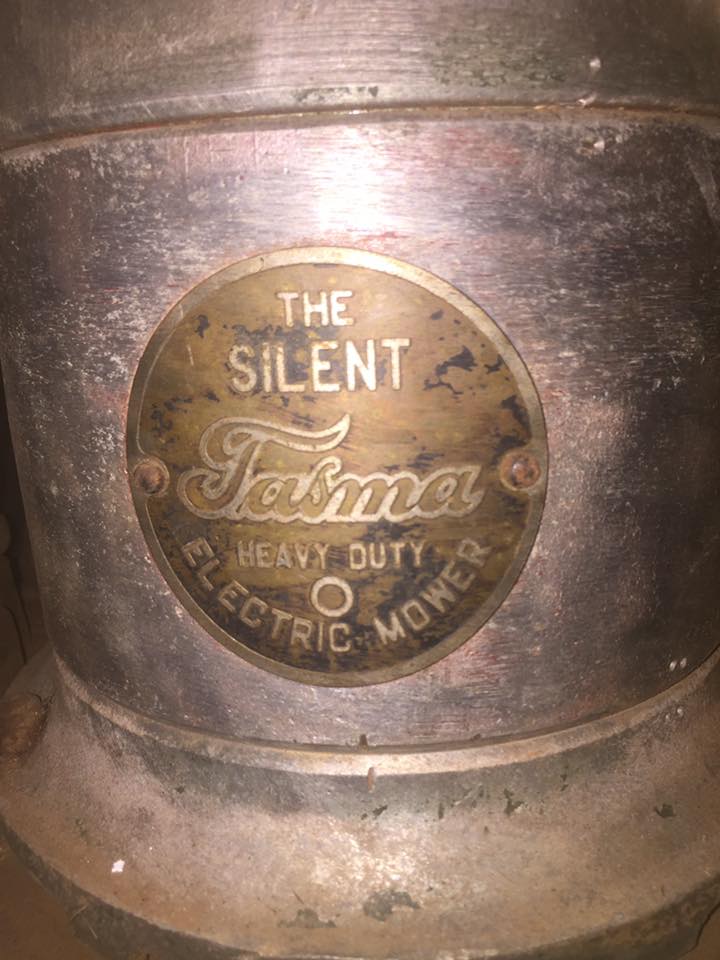 THE
SILENT
Tasma
HEAVY DUTY
ELECTRIC MOWER